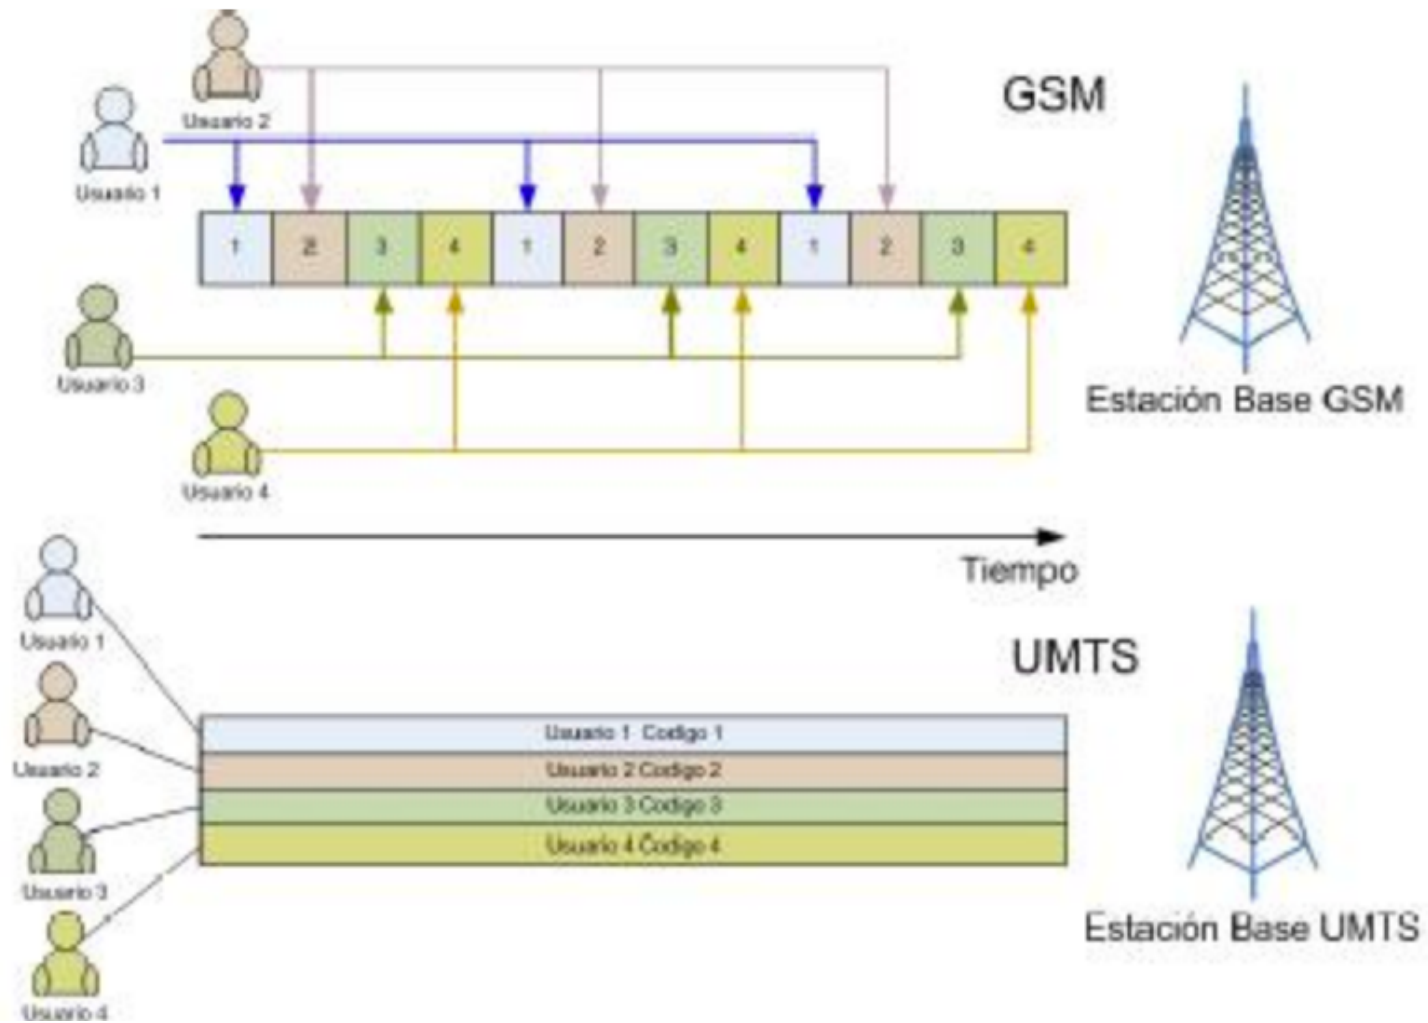 Usuario 2
GSM
Usuario 1
1 2 3 4 1 2 3 4 1 2 3 4
Usuario 3
Estación Base GSM
Usuario 4
Tiempo
Usuario 1
UMTS
Usuario 1 Codigo 1
Usuario 2
Usuario 2 Codigo 2
Usuario 3 Codigo 3
Usuario 4 Codigo 4
Usuario 3
Estación Base UMTS
Usuario 4